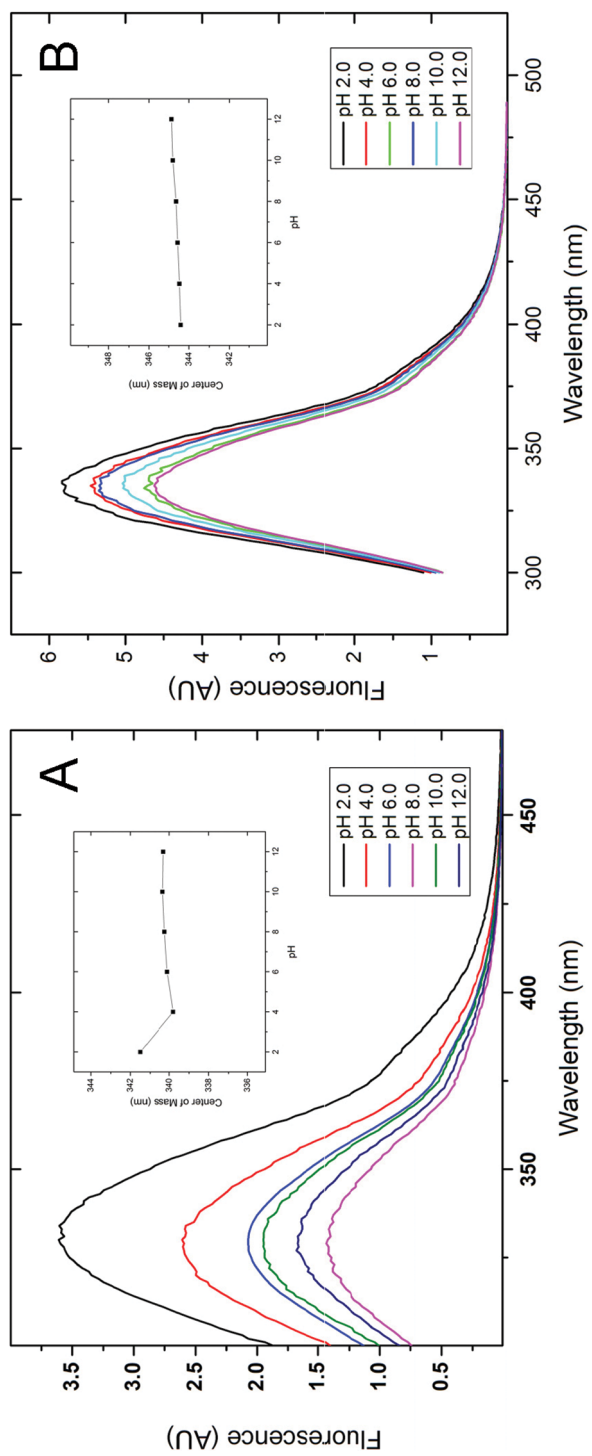 A
Fluorescence (AU)
3.5
3.0
2.5
2.0
1.5
1.0
0.5
350
400
450
Wavelength (nm)
pH 2.0
pH 4.0
pH 6.0
pH 8.0
pH 10.0
pH 12.0
Center of Mass (nm)
344
342
340
338
336
2
4
6
8
10
12
pH
B
Fluorescence (AU)
6
5
4
3
2
1
300
350
400
450
500
Wavelength (nm)
pH 2.0
pH 4.0
pH 6.0
pH 8.0
pH 10.0
pH 12.0
Center of Mass (nm)
348
346
344
342
2
4
6
8
10
12
pH